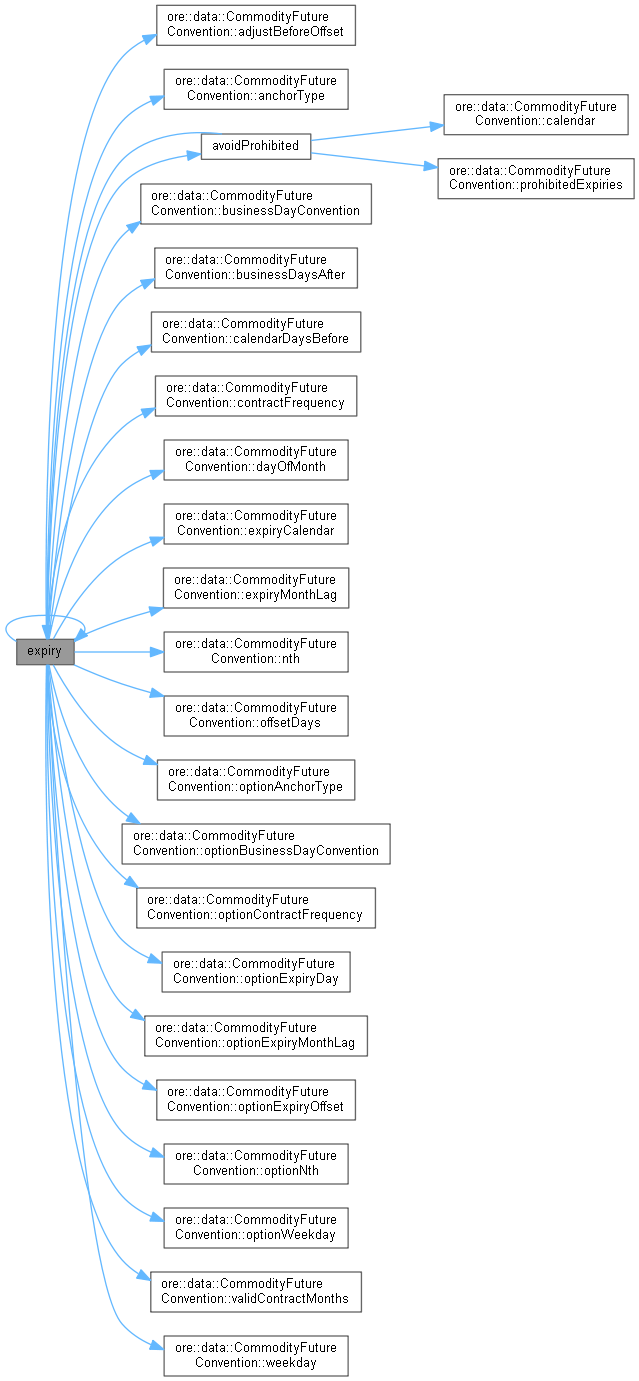 ore::data::CommodityFuture
Convention::adjustBeforeOffset
ore::data::CommodityFuture
Convention::anchorType
avoidProhibited
ore::data::CommodityFuture
Convention::calendar
ore::data::CommodityFuture
Convention::prohibitedExpiries
ore::data::CommodityFuture
Convention::businessDayConvention
ore::data::CommodityFuture
Convention::businessDaysAfter
ore::data::CommodityFuture
Convention::calendarDaysBefore
ore::data::CommodityFuture
Convention::contractFrequency
ore::data::CommodityFuture
Convention::dayOfMonth
ore::data::CommodityFuture
Convention::expiryCalendar
ore::data::CommodityFuture
Convention::expiryMonthLag
expiry
ore::data::CommodityFuture
Convention::nth
ore::data::CommodityFuture
Convention::offsetDays
ore::data::CommodityFuture
Convention::optionAnchorType
ore::data::CommodityFuture
Convention::optionBusinessDayConvention
ore::data::CommodityFuture
Convention::optionContractFrequency
ore::data::CommodityFuture
Convention::optionExpiryDay
ore::data::CommodityFuture
Convention::optionExpiryMonthLag
ore::data::CommodityFuture
Convention::optionExpiryOffset
ore::data::CommodityFuture
Convention::optionNth
ore::data::CommodityFuture
Convention::optionWeekday
ore::data::CommodityFuture
Convention::validContractMonths
ore::data::CommodityFuture
Convention::weekday